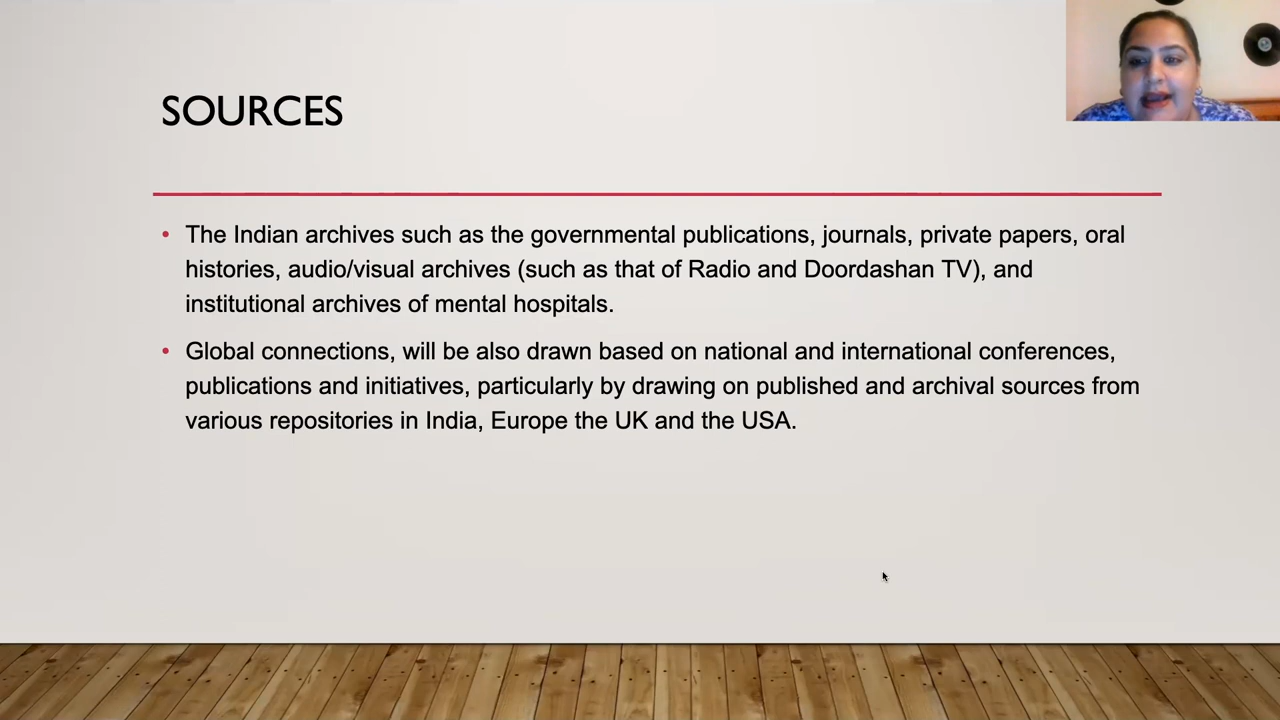 SOURCES
• The Indian archives such as the governmental publications, journals, private papers, oral
histories, audio/visual archives (such as that of Radio and Doordashan TV), and
institutional archives of mental hospitals.
• Global connections, will be also drawn based on national and international conferences,
publications and initiatives, particularly by drawing on published and archival sources from
various repositories in India, Europe the UK and the USA.